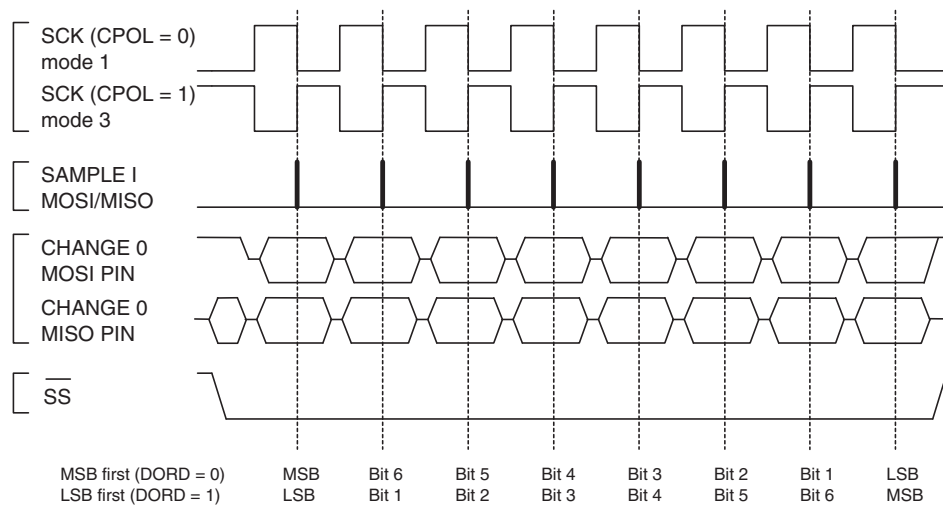 SCK (CPOL = 0)
mode 1
SCK (CPOL = 1)
mode 3
SAMPLE I
MOSI/MISO
CHANGE 0
MOSI PIN
CHANGE 0
MISO PIN
SS
MSB first (DORD = 0) MSB Bit 6 Bit 5 Bit 4 Bit 3 Bit 2 Bit 1 LSB
LSB first (DORD = 1) LSB Bit 1 Bit 2 Bit 3 Bit 4 Bit 5 Bit 6 MSB